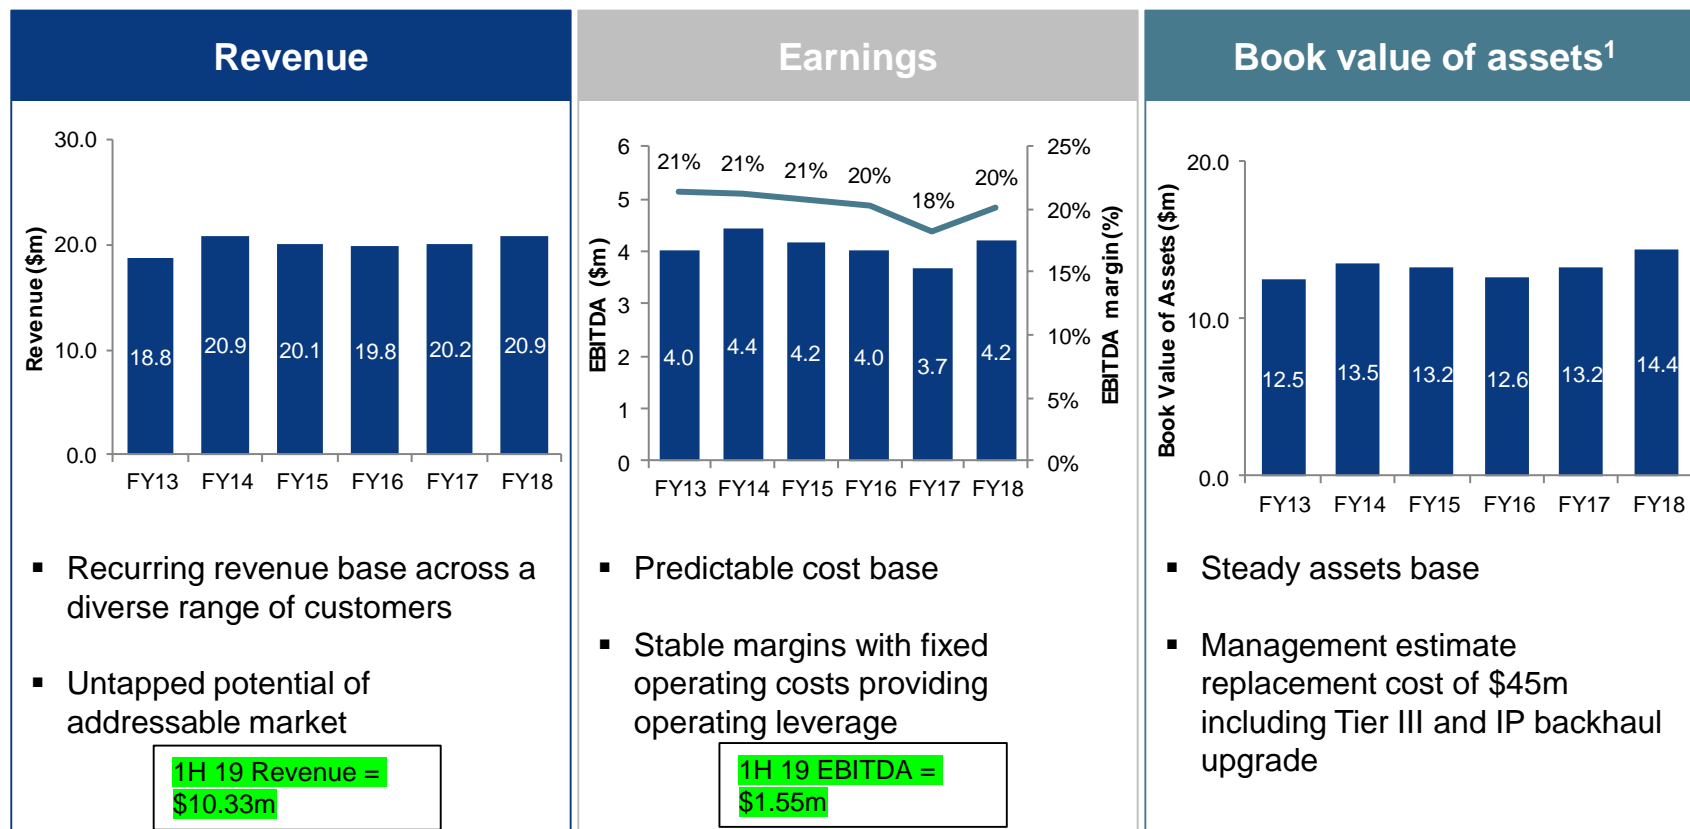 Revenue
Revenue ($m)
30.0
20.0
10.0
0.0
18.8
20.9
20.1
19.8
20.2
20.9
FY13 FY14 FY15 FY16 FY17 FY18
▪ Recurring revenue base across a
diverse range of customers
▪ Untapped potential of
addressable market
1H 19 Revenue =
$10.33m
Earnings
EBITDA ($m)
6
5
4
3
2
1
0
21% 21% 21% 20% 18% 20%
4.0
4.4
4.2
4.0
3.7
4.2
25%
20%
15%
10%
5%
0%
EBITDA margin (%)
FY13 FY14 FY15 FY16 FY17 FY18
▪ Predictable cost base
▪ Stable margins with fixed
operating costs providing
operating leverage
1H 19 EBITDA =
$1.55m
Book value of assets¹
Book Value of Assets ($m)
20.0
10.0
0.0
12.5
13.5
13.2
12.6
13.2
14.4
FY13 FY14 FY15 FY16 FY17 FY18
▪ Steady assets base
▪ Management estimate
replacement cost of $45m
including Tier III and IP backhaul
upgrade